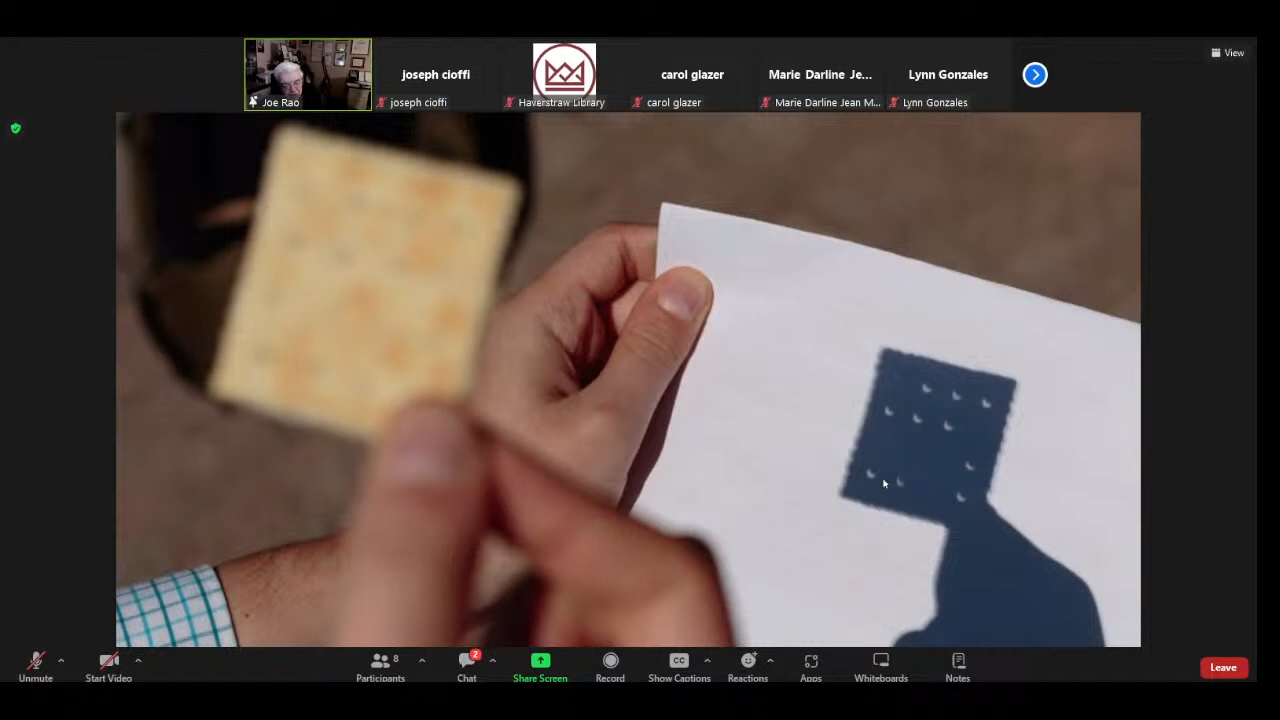 View
joseph cioffi
carol glazer
Marie Darline Je...
Lynn Gonzales
Joe Rao
joseph cioffi
Haverstraw Library
carol glazer
Marie Darline Jean M...
Lynn Gonzales
Unmute
Start Video
8
Participants
2
Chat
Share Screen
Record
CC
Show Captions
Reactions
Apps
Whiteboards
Notes
Leave